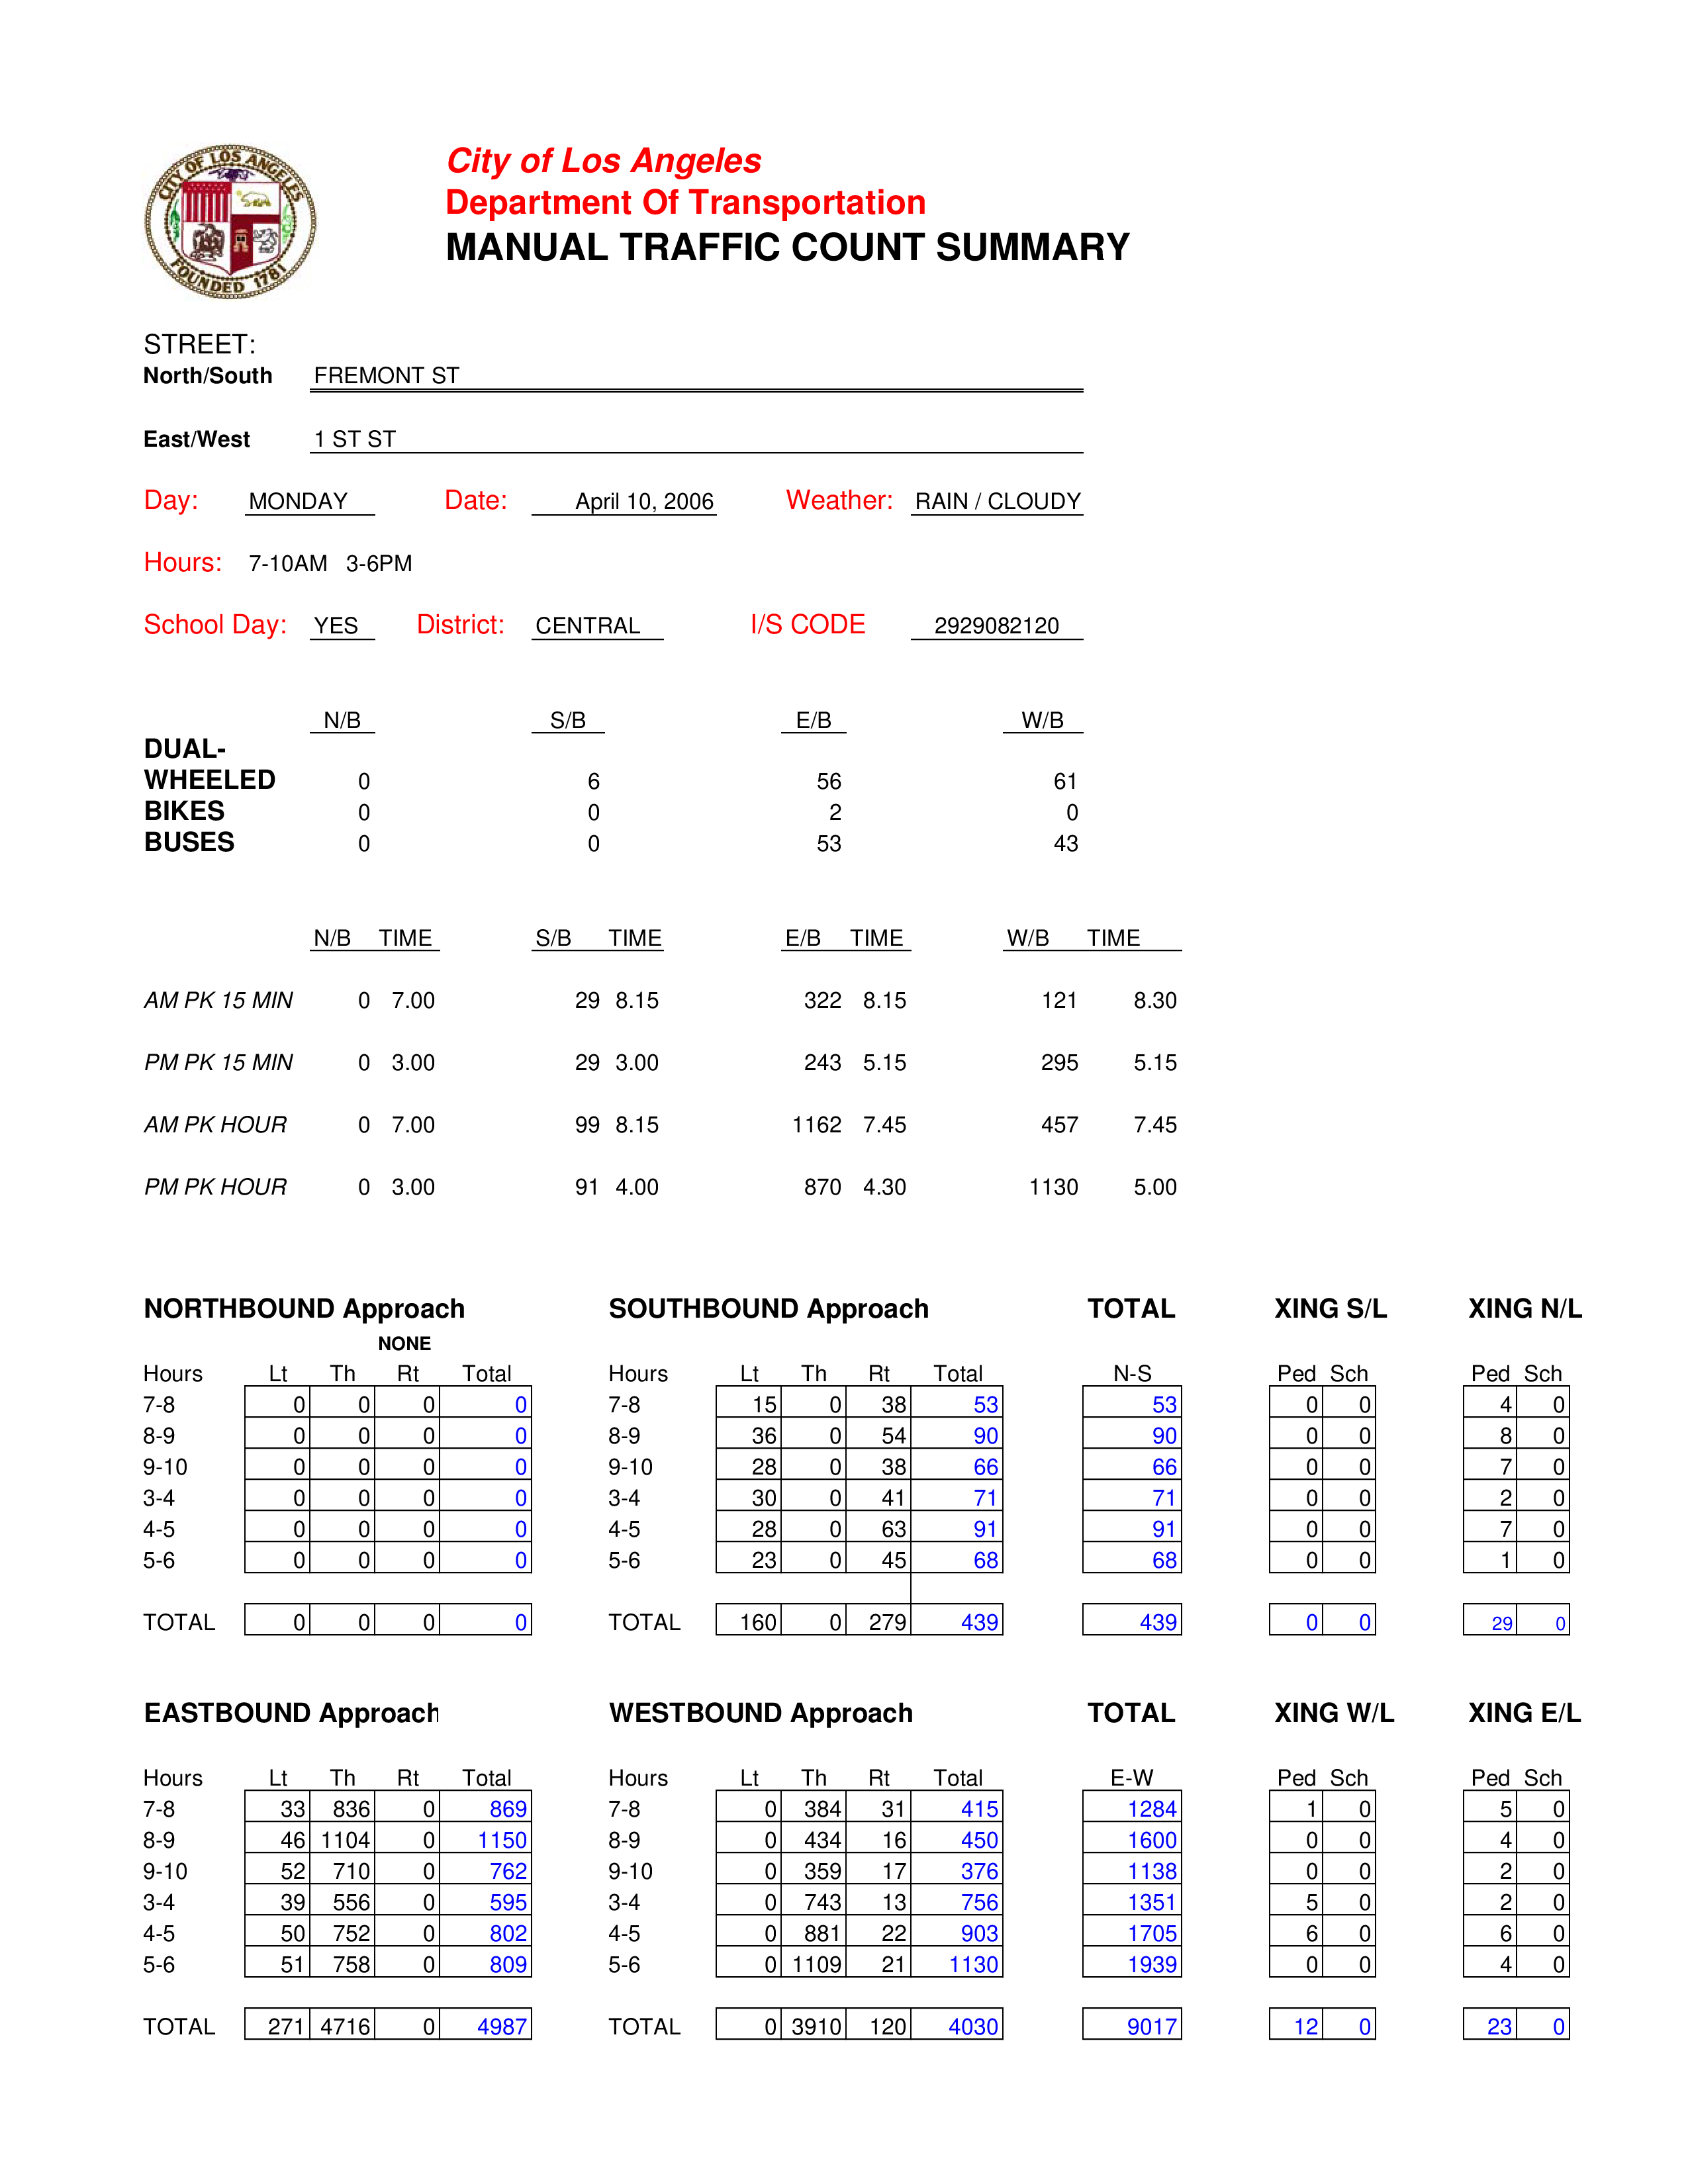 CITY OF LOS ANGELES
FOUNDED 1781
City of Los Angeles
Department Of Transportation
MANUAL TRAFFIC COUNT SUMMARY
STREET:
North/South FREMONT ST
East/West 1 ST ST
Day: MONDAY Date: April 10, 2006 Weather: RAIN / CLOUDY
Hours: 7-10AM 3-6PM
School Day: YES District: CENTRAL I/S CODE 2929082120
N/B S/B E/B W/B
DUAL-
WHEELED 0 6 56 61
BIKES 0 0 2 0
BUSES 0 0 53 43
N/B TIME S/B TIME E/B TIME W/B TIME
AM PK 15 MIN 0 7.00 29 8.15 322 8.15 121 8.30
PM PK 15 MIN 0 3.00 29 3.00 243 5.15 295 5.15
AM PK HOUR 0 7.00 99 8.15 1162 7.45 457 7.45
PM PK HOUR 0 3.00 91 4.00 870 4.30 1130 5.00
NORTHBOUND Approach SOUTHBOUND Approach TOTAL XING S/L XING N/L
NONE
Hours Lt Th Rt Total Hours Lt Th Rt Total N-S Ped Sch Ped Sch
7-8 0 0 0 0 7-8 15 0 38 53 53 0 0 4 0
8-9 0 0 0 0 8-9 36 0 54 90 90 0 0 8 0
9-10 0 0 0 0 9-10 28 0 38 66 66 0 0 7 0
3-4 0 0 0 0 3-4 30 0 41 71 71 0 0 2 0
4-5 0 0 0 0 4-5 28 0 63 91 91 0 0 7 0
5-6 0 0 0 0 5-6 23 0 45 68 68 0 0 1 0
TOTAL 0 0 0 0 TOTAL 160 0 279 439 439 0 0 29 0
EASTBOUND Approach WESTBOUND Approach TOTAL XING W/L XING E/L
Hours Lt Th Rt Total Hours Lt Th Rt Total E-W Ped Sch Ped Sch
7-8 33 836 0 869 7-8 0 384 31 415 1284 1 0 5 0
8-9 46 1104 0 1150 8-9 0 434 16 450 1600 0 0 4 0
9-10 52 710 0 762 9-10 0 359 17 376 1138 0 0 2 0
3-4 39 556 0 595 3-4 0 743 13 756 1351 5 0 2 0
4-5 50 752 0 802 4-5 0 881 22 903 1705 6 0 6 0
5-6 51 758 0 809 5-6 0 1109 21 1130 1939 0 0 4 0
TOTAL 271 4716 0 4987 TOTAL 0 3910 120 4030 9017 12 0 23 0